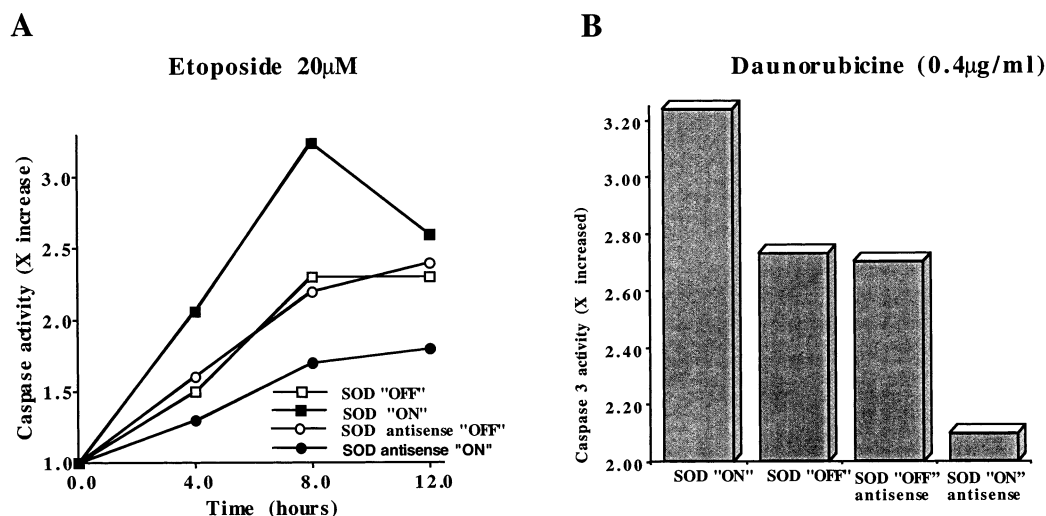 A
Etoposide 20µM
Caspase activity (X increase)
3.0
2.5
2.0
1.5
1.0
0.0
4.0
8.0
12.0
Time (hours)
SOD "OFF"
SOD "ON"
SOD antisense "OFF"
SOD antisense "ON"
B
Daunorubicine (0.4µg/ml)
Caspase 3 activity (X increased)
3.20
3.00
2.80
2.60
2.40
2.20
2.00
SOD "ON"
SOD "OFF"
SOD "OFF"
antisense
SOD "ON"
antisense